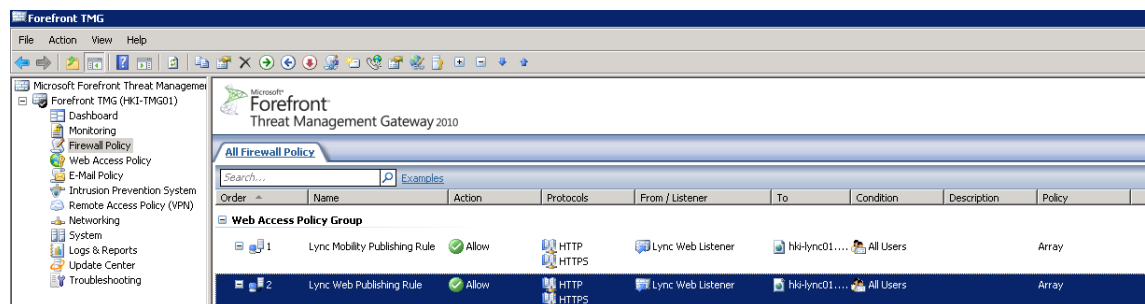 Forefront TMG
File Action View Help
Microsoft Forefront Threat Managemen
Forefront TMG (HKI-TMG01)
Dashboard
Monitoring
Firewall Policy
Web Access Policy
E-Mail Policy
Intrusion Prevention System
Remote Access Policy (VPN)
Networking
System
Logs & Reports
Update Center
Troubleshooting
Microsoft®
Forefront
Threat Management Gateway 2010
All Firewall Policy
Search... Examples
Order Name Action Protocols From / Listener To Condition Description Policy
Web Access Policy Group
1 Lync Mobility Publishing Rule Allow HTTP Lync Web Listener hki-lync01.... All Users Array
HTTPS
2 Lync Web Publishing Rule Allow HTTP Lync Web Listener hki-lync01.... All Users Array
HTTPS